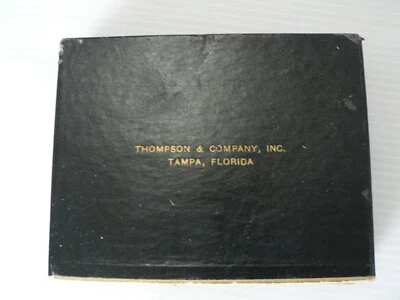 THOMPSON & COMPANY, INC.
TAMPA, FLORIDA